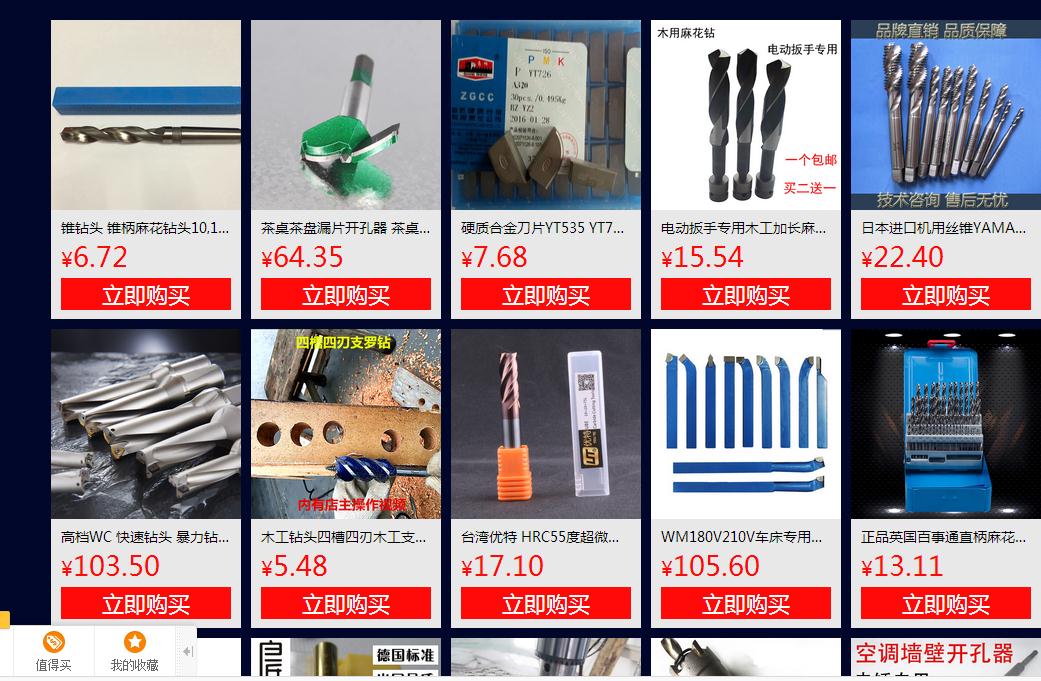 ISO
P M K
P YT726
A320
30pcs./0.495Kg
ZGCC
2016 01 28
木用麻花钻
电动扳手专用
一个包邮
买二送一
品牌直销 品质保障
技术咨询 售后无忧
锥钻头 锥柄麻花钻头10,1...
茶桌茶盘漏片开孔器 茶桌...
硬质合金刀片YT535 YT7...
电动扳手专用木工加长麻...
日本进口机用丝锥YAMA...
¥6.72
¥64.35
¥7.68
¥15.54
¥22.40
立即购买
立即购买
立即购买
立即购买
立即购买
四槽四刃支罗钻
内有店主操作视频
优特
高档WC 快速钻头 暴力钻...
木工钻头四槽四刃木工支...
台湾优特 HRC55度超微...
WM180V210V车床专用...
正品英国百事通直柄麻花...
¥103.50
¥5.48
¥17.10
¥105.60
¥13.11
立即购买
立即购买
立即购买
立即购买
立即购买
值得买
我的收藏
德国标准
空调墙壁开孔器